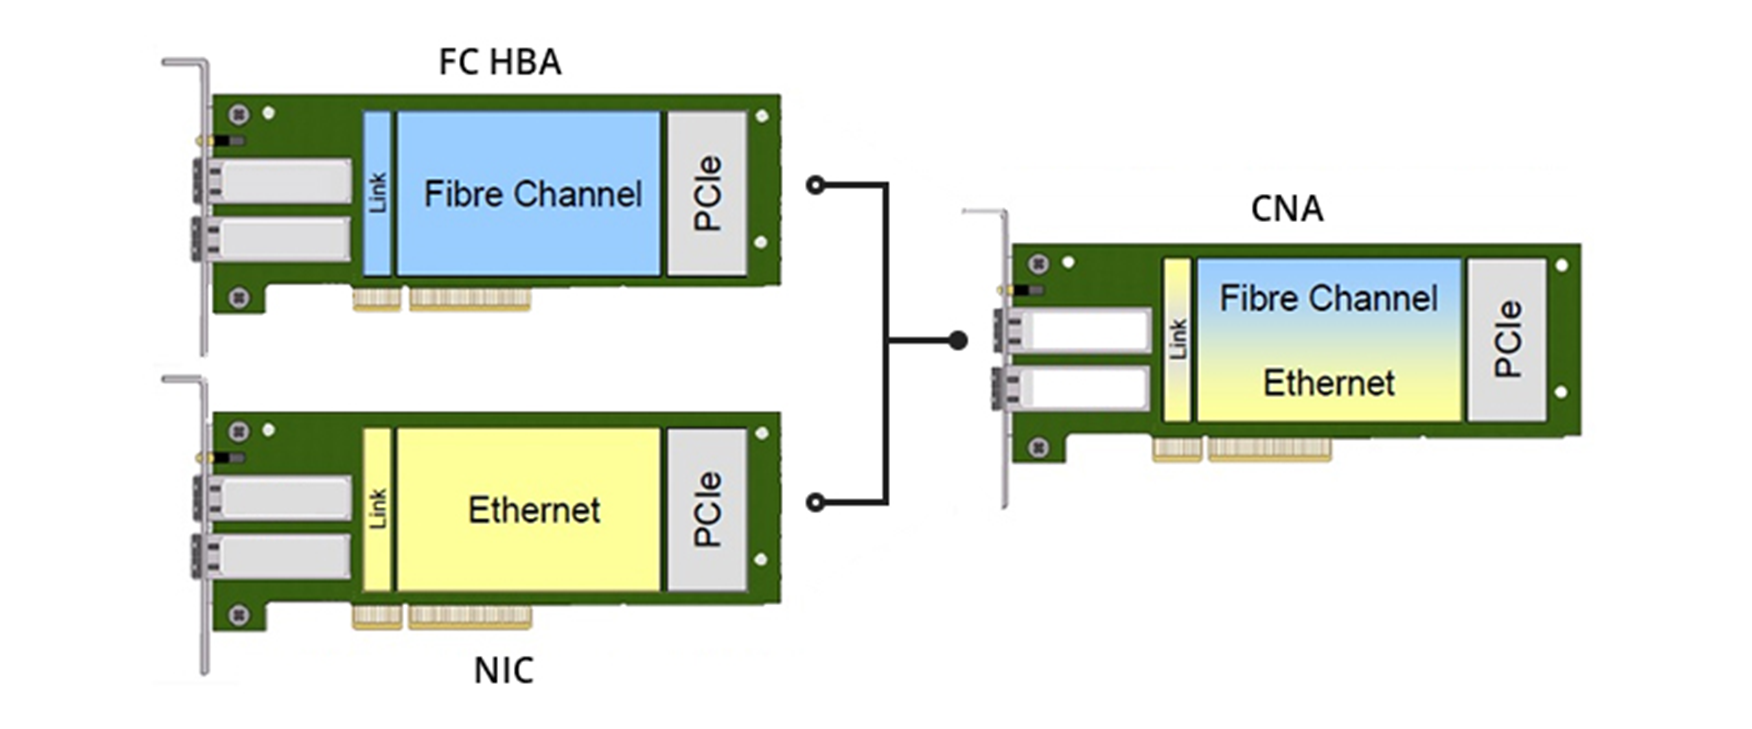 FC HBA
Link
Fibre Channel
PCIe
Link
Ethernet
PCIe
NIC
CNA
Link
Fibre Channel
Ethernet
PCIe